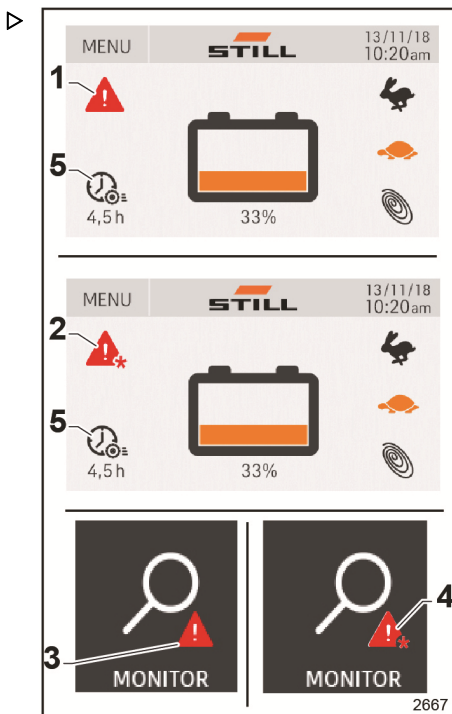 MENU STILL 13/11/18
10:20am
1
5
4,5 h 33%
MENU STILL 13/11/18
10:20am
2
5
4,5 h 33%
3 4
MONITOR MONITOR
2667